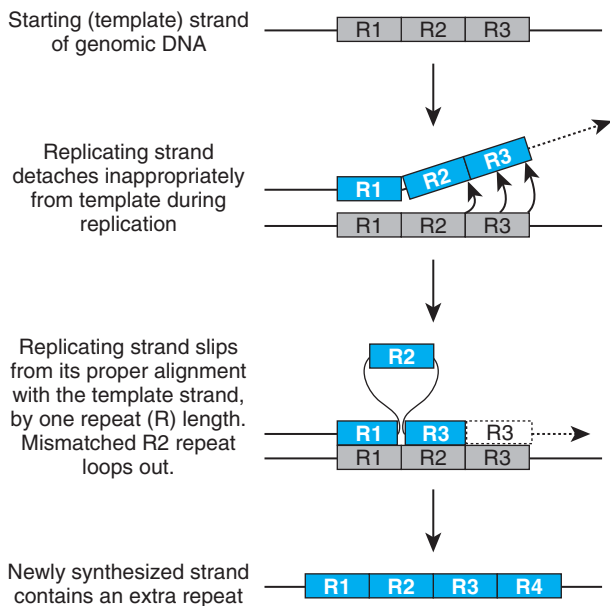 Starting (template) strand
of genomic DNA
R1 R2 R3
Replicating strand
detaches inappropriately
from template during
replication
R1 R2 R3
R1 R2 R3
Replicating strand slips
from its proper alignment
with the template strand,
by one repeat (R) length.
Mismatched R2 repeat
loops out.
R2
R1 R3 R3
R1 R2 R3
Newly synthesized strand
contains an extra repeat
R1 R2 R3 R4